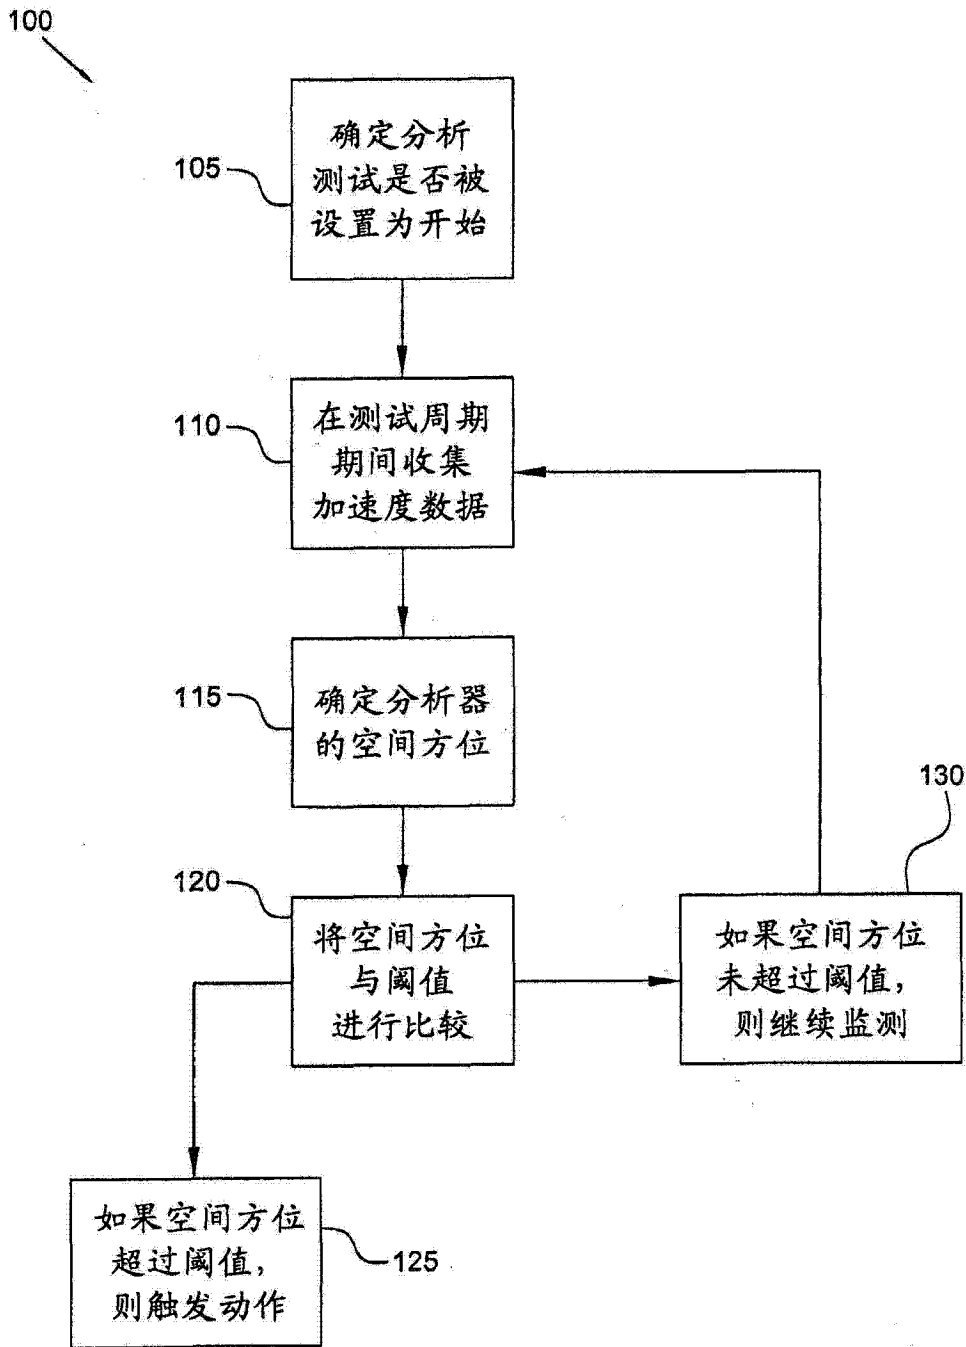 100
105
确定分析
测试是否被
设置为开始
110
在测试周期
期间收集
加速度数据
115
确定分析器
的空间方位
120
将空间方位
与阈值
进行比较
130
如果空间方位
未超过阈值，
则继续监测
如果空间方位
超过阈值，
则触发动作
125